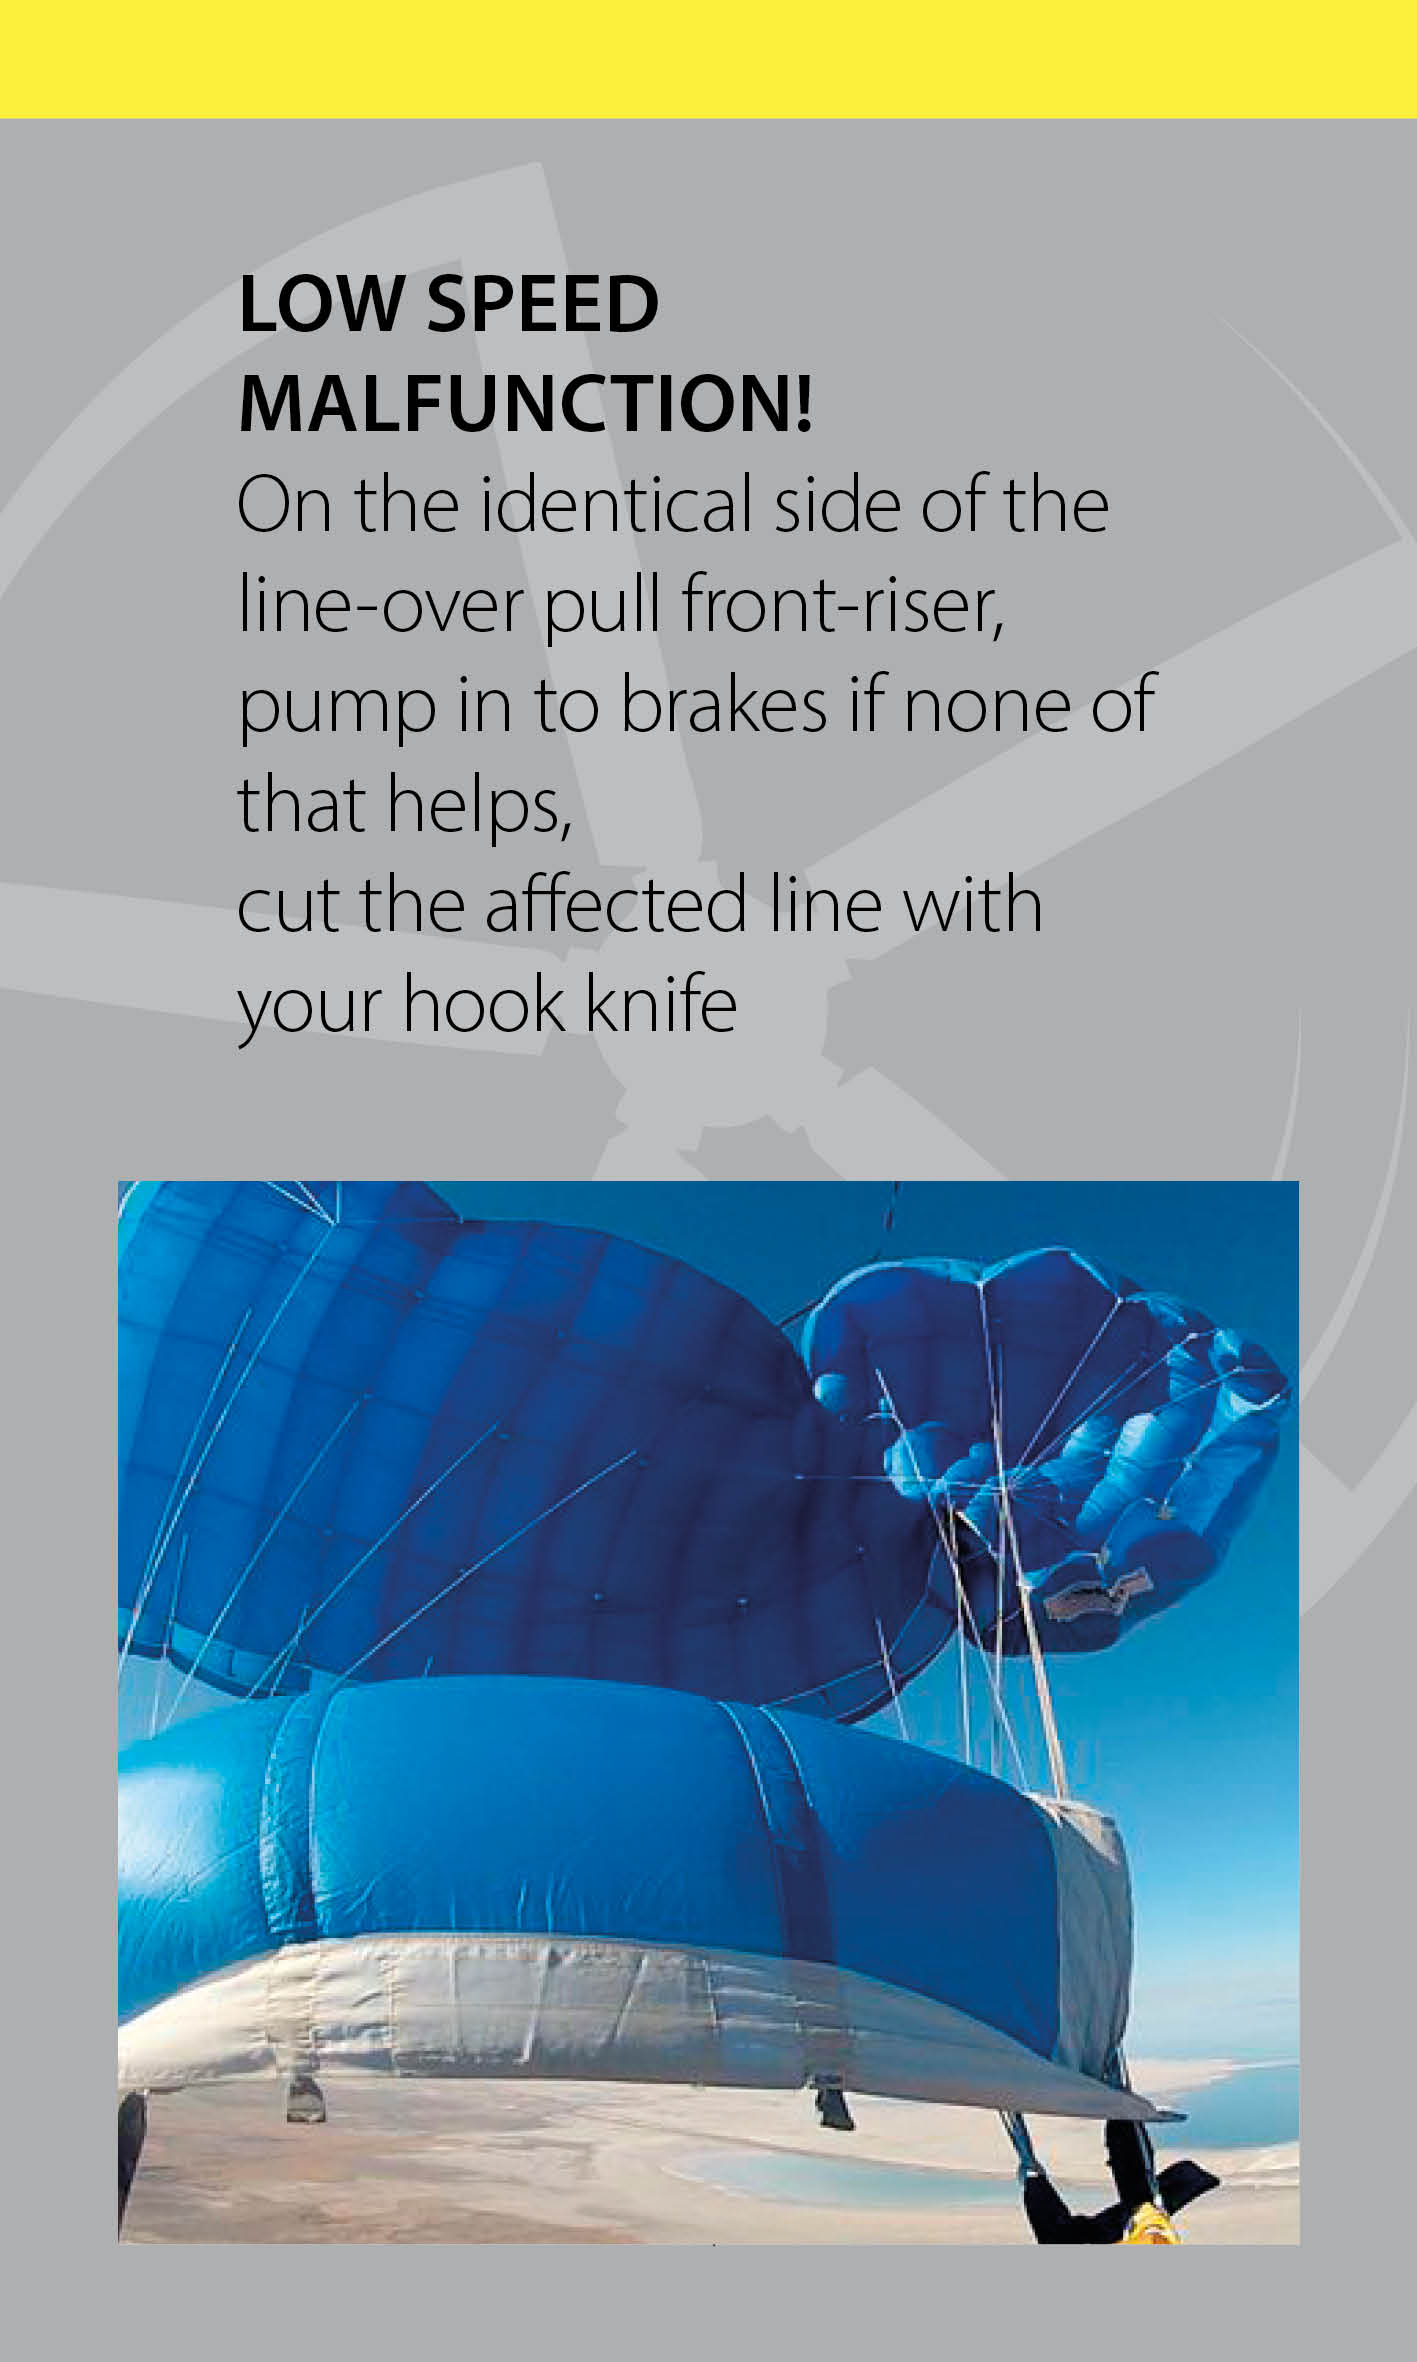 LOW SPEED
MALFUNCTION!
On the identical side of the
line-over pull front-riser,
pump in to brakes if none of
that helps,
cut the affected line with
your hook knife